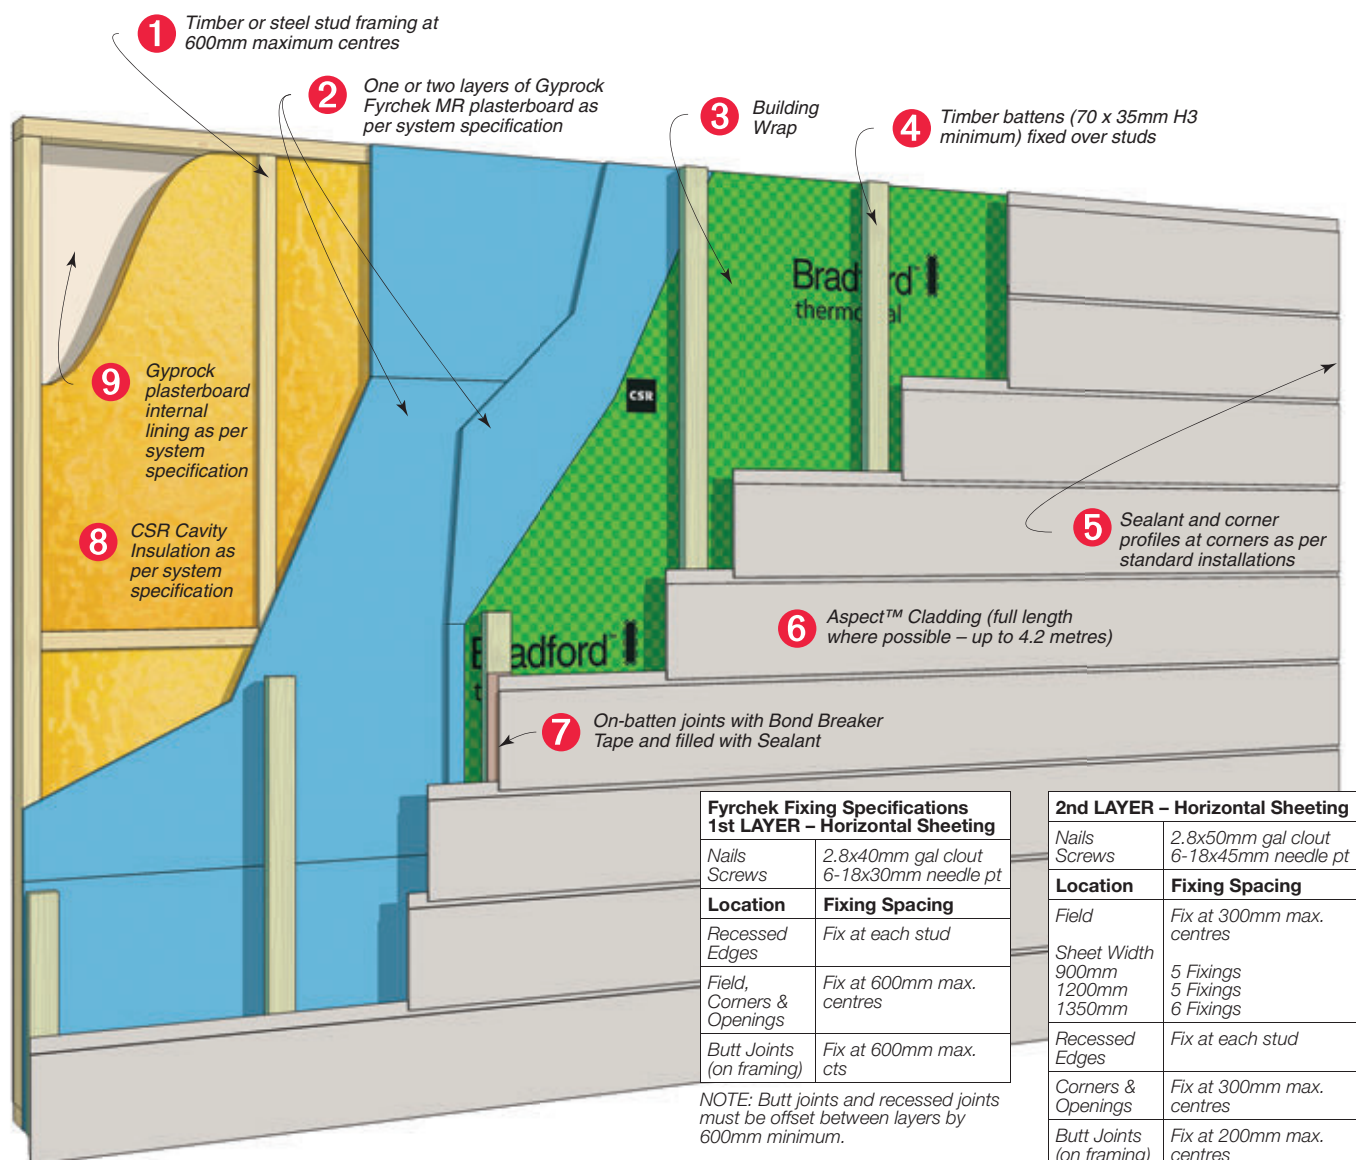 1 Timber or steel stud framing at
600mm maximum centres
2 One or two layers of Gyprock
Fyrchek MR plasterboard as
per system specification
3 Building
Wrap
4 Timber battens (70 x 35mm H3
minimum) fixed over studs
Bradford™
thermoseal
CSR
9 Gyprock
plasterboard
internal
lining as per
system
specification
8 CSR Cavity
Insulation as
per system
specification
5 Sealant and corner
profiles at corners as per
standard installations
6 Aspect™ Cladding (full length
where possible – up to 4.2 metres)
Bradford™
7 On-batten joints with Bond Breaker
Tape and filled with Sealant
Fyrchek Fixing Specifications
1st LAYER – Horizontal Sheeting
Nails 2.8x40mm gal clout
Screws 6-18x30mm needle pt
Location Fixing Spacing
Recessed Fix at each stud
Edges
Field, Fix at 600mm max.
Corners & centres
Openings
Butt Joints Fix at 600mm max.
(on framing) cts
NOTE: Butt joints and recessed joints
must be offset between layers by
600mm minimum.
2nd LAYER – Horizontal Sheeting
Nails 2.8x50mm gal clout
Screws 6-18x45mm needle pt
Location Fixing Spacing
Field Fix at 300mm max.
centres
Sheet Width
900mm 5 Fixings
1200mm 5 Fixings
1350mm 6 Fixings
Recessed Fix at each stud
Edges
Corners & Fix at 300mm max.
Openings centres
Butt Joints Fix at 200mm max.
(on framing) centres